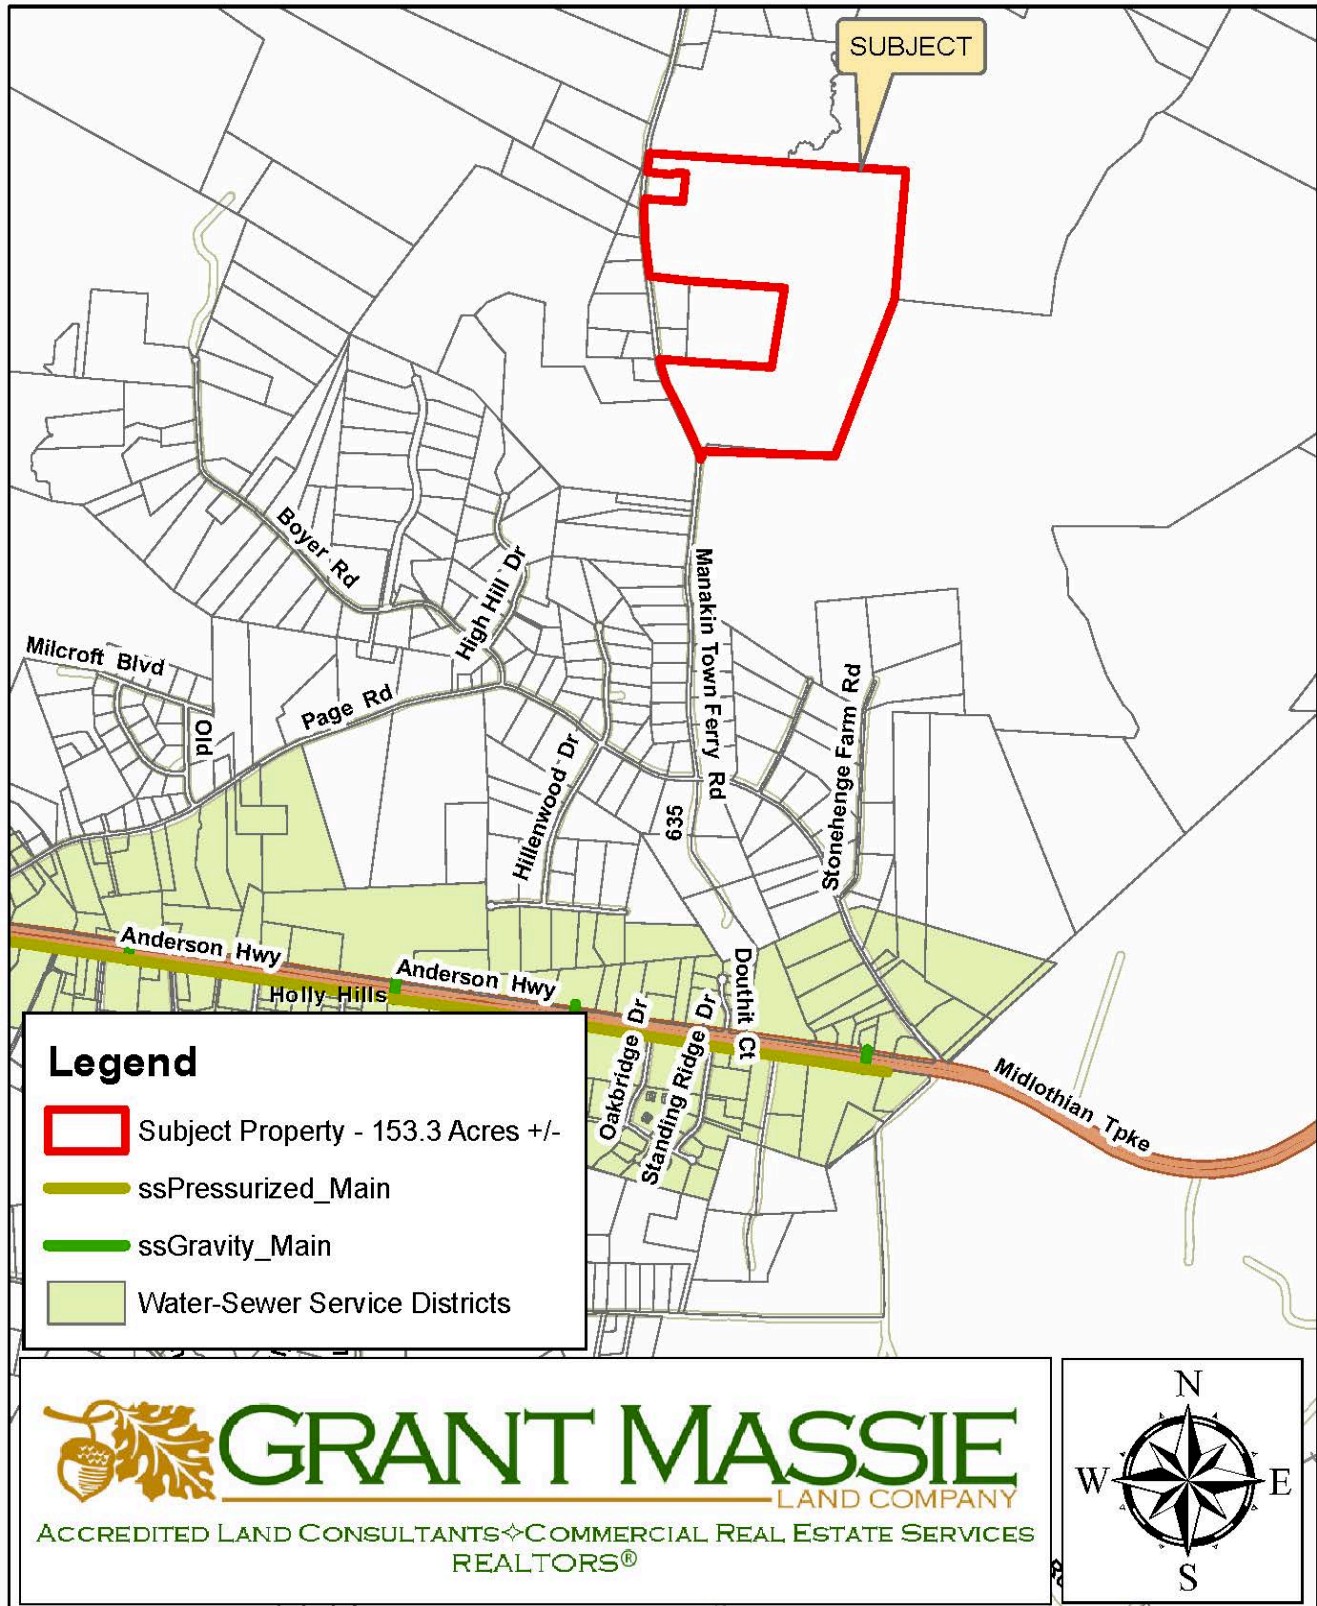 SUBJECT
Boyer Rd
High Hill Dr
Manakin Town Ferry Rd
Milcroft Blvd
Old
Page Rd
Hillenwood Dr
635
Stonehenge Farm Rd
Anderson Hwy
Anderson Hwy
Holly Hills
Oakbridge Dr
Standing Ridge Dr
Douthit Ct
Midlothian Tpke
Legend
Subject Property - 153.3 Acres +/-
ssPressurized_Main
ssGravity_Main
Water-Sewer Service Districts
GRANT MASSIE
LAND COMPANY
ACCREDITED LAND CONSULTANTS✧COMMERCIAL REAL ESTATE SERVICES
REALTORS®
N
W E
S